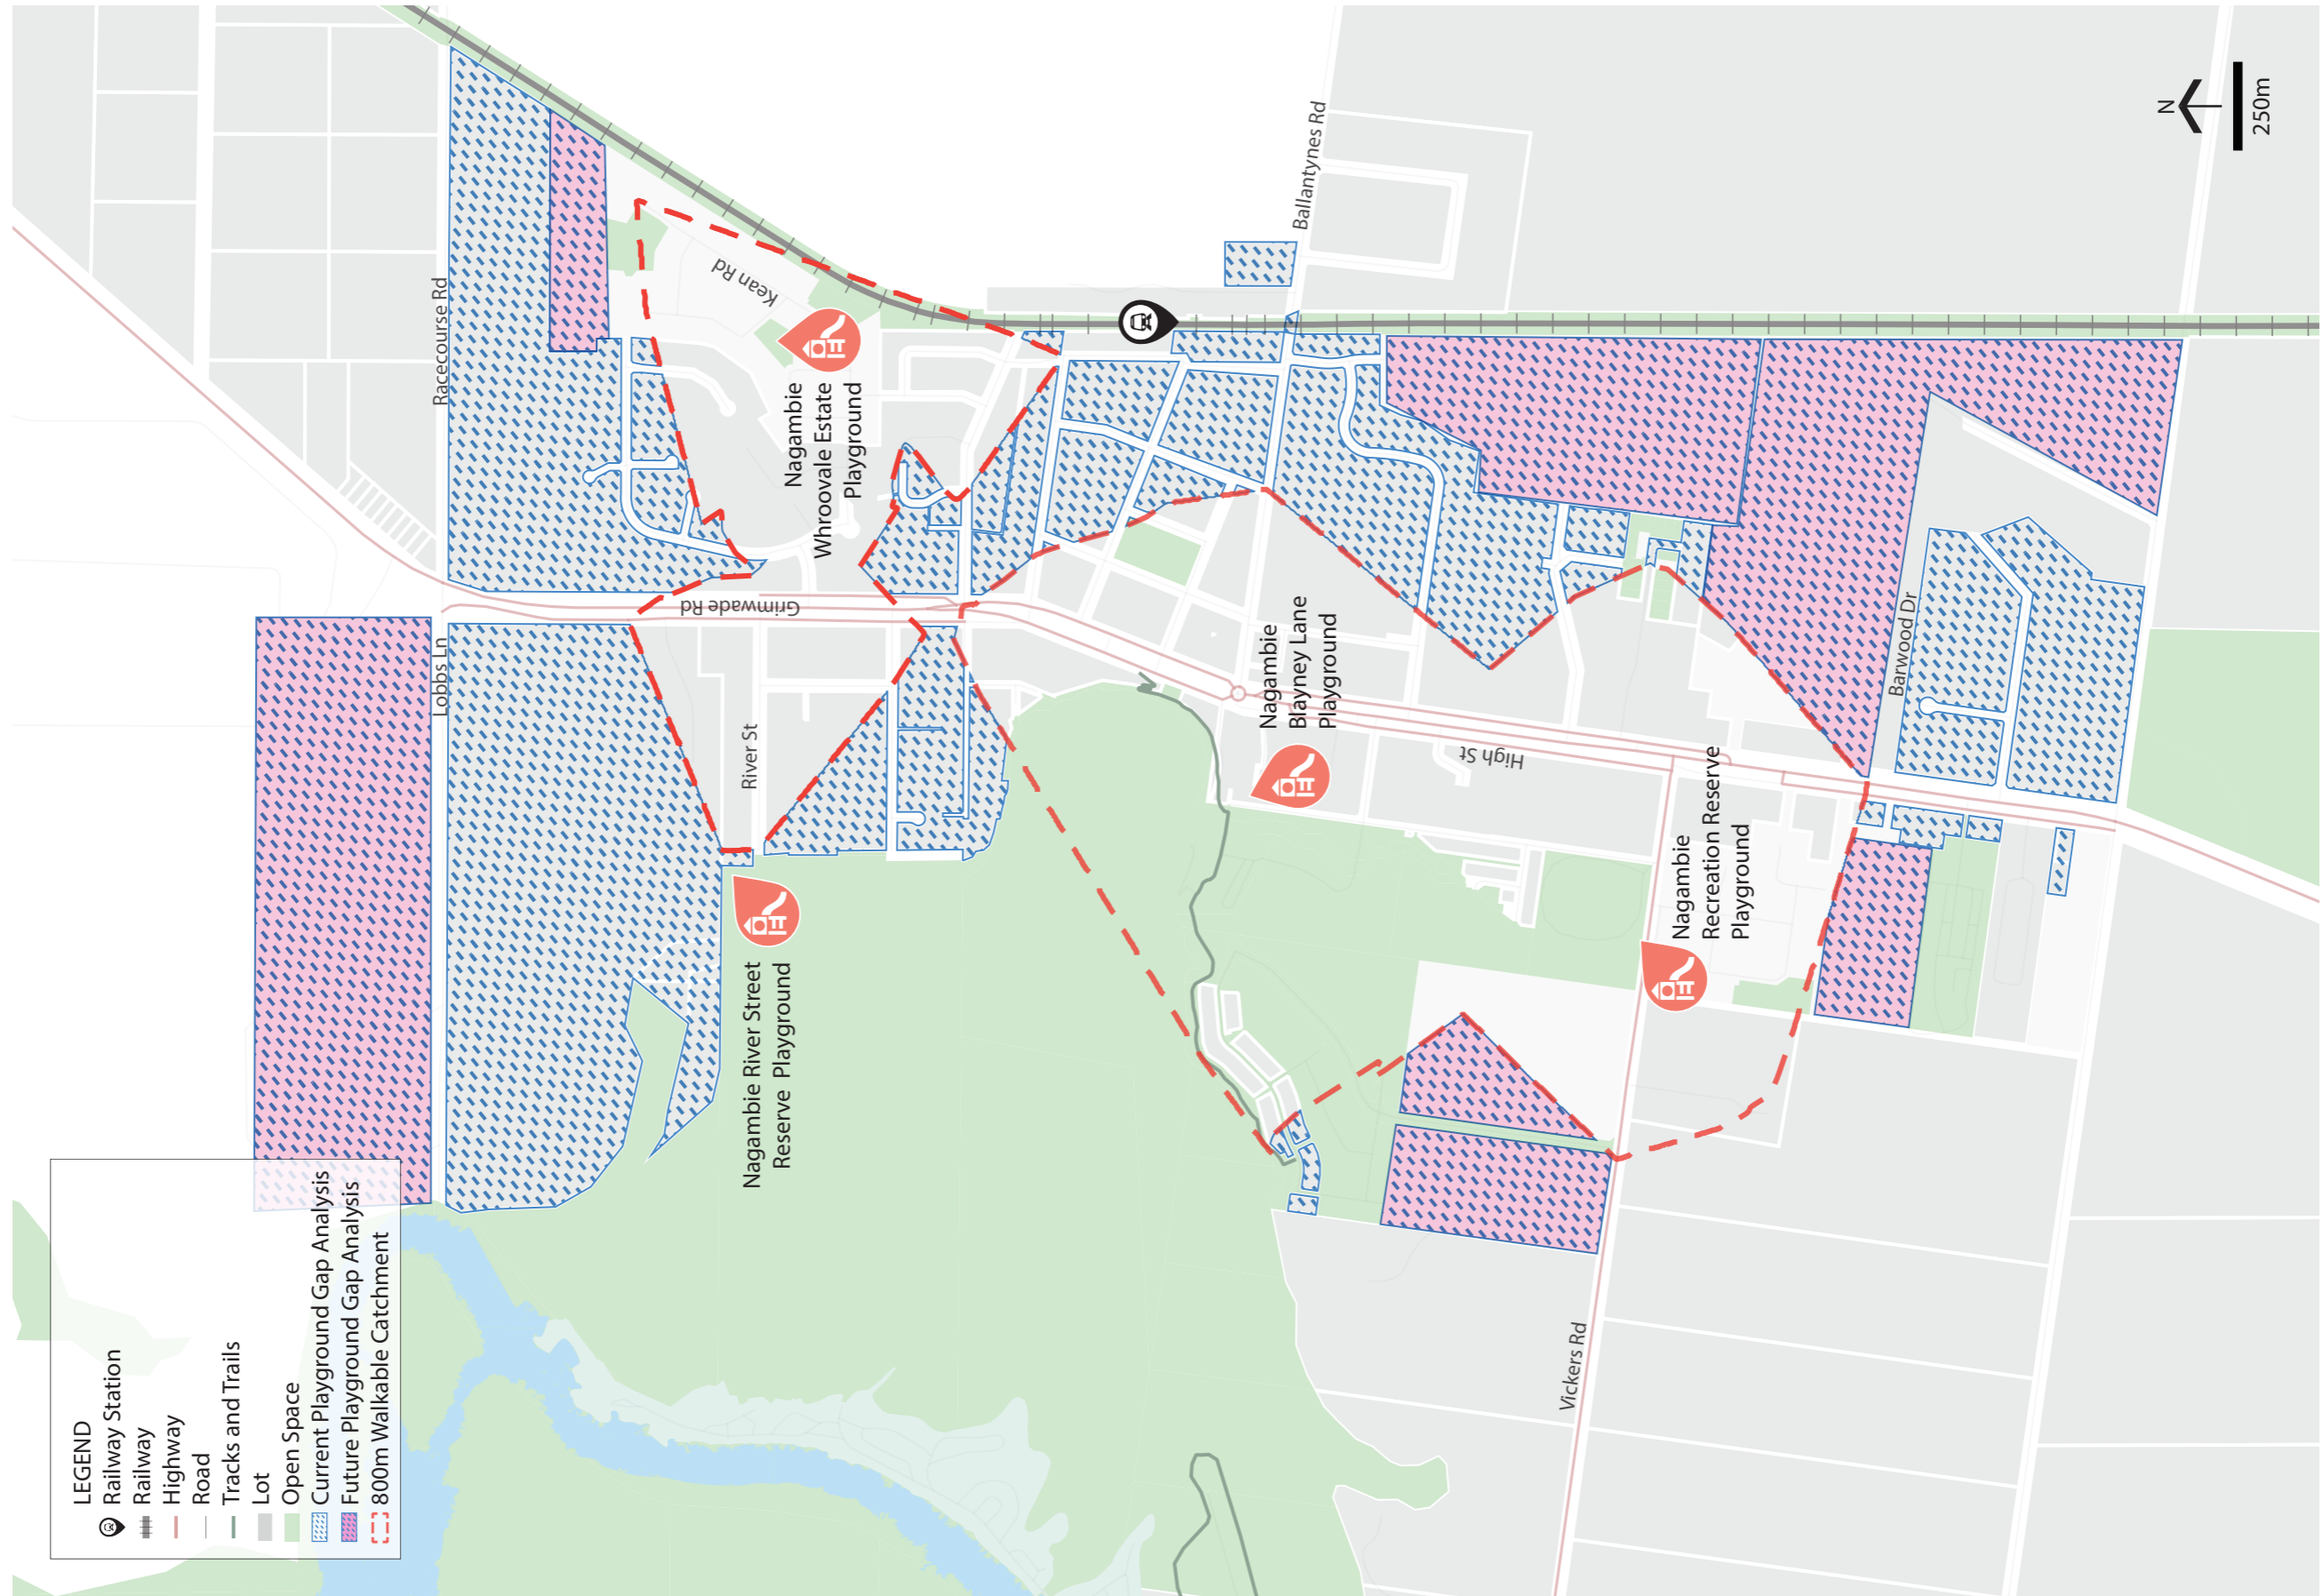 LEGEND
Railway Station
Railway
Highway
Road
Tracks and Trails
Lot
Open Space
Current Playground Gap Analysis
Future Playground Gap Analysis
800m Walkable Catchment
Racecourse Rd
Lobbs Ln
Kean Rd
Grimwade Rd
River St
Nagambie
Whroovale Estate
Playground
Nagambie River Street
Reserve Playground
Ballantynes Rd
Nagambie
Blayney Lane
Playground
High St
Nagambie
Recreation Reserve
Playground
Vickers Rd
Barwood Dr
N
250m